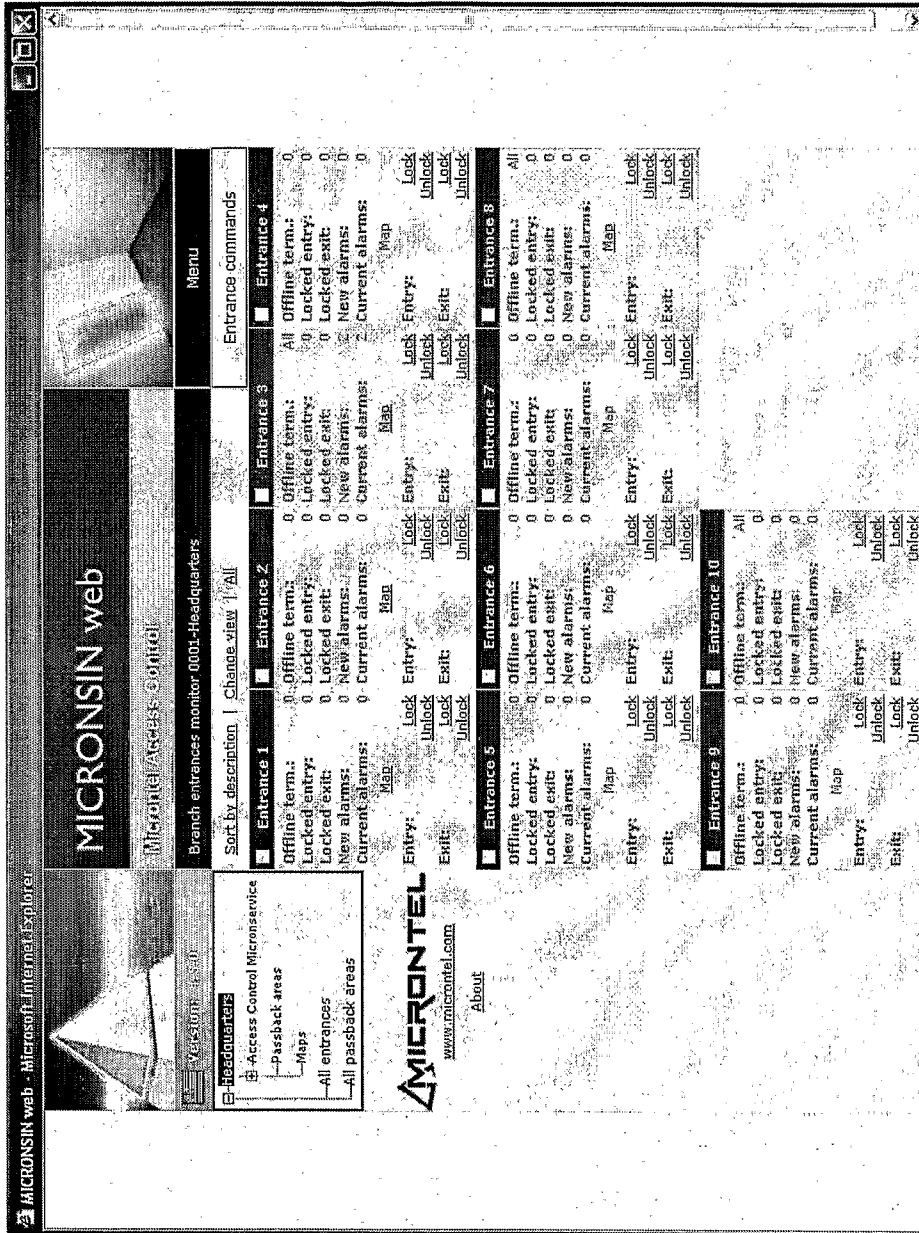 MICRONSIN web - Microsoft Internet Explorer
MICRONSIN web
Micronтel Access Control
Version:
Branch entrances monitor 0001-Headquarters
Menu
Sort by description | Change view | All
Entrance commands
Headquarters
Access Control Micronservice
Passback areas
Maps
All entrances
All passback areas
MICRONTEL
www.microntel.com
About
Entrance 1
Offline term.: 0
Locked entry: 0
Locked exit: 0
New alarms: 0
Current alarms: 0
Map
Entry: Lock
Unlock
Exit: Lock
Unlock
Entrance 2
Offline term.: 0
Locked entry: 0
Locked exit: 0
New alarms: 0
Current alarms: 0
Map
Entry: Lock
Unlock
Exit: Lock
Unlock
Entrance 3
Offline term.: All
Locked entry: 0
Locked exit: 0
New alarms: 2
Current alarms: 2
Map
Entry: Lock
Unlock
Exit: Lock
Unlock
Entrance 4
Offline term.: 0
Locked entry: 0
Locked exit: 0
New alarms: 0
Current alarms: 0
Map
Entry: Lock
Unlock
Exit: Lock
Unlock
Entrance 5
Offline term.: 0
Locked entry: 0
Locked exit: 0
New alarms: 0
Current alarms: 0
Map
Entry: Lock
Unlock
Exit: Lock
Unlock
Entrance 6
Offline term.: 0
Locked entry: 0
Locked exit: 0
New alarms: 0
Current alarms: 0
Map
Entry: Lock
Unlock
Exit: Lock
Unlock
Entrance 7
Offline term.: 0
Locked entry: 0
Locked exit: 0
New alarms: 0
Current alarms: 0
Map
Entry: Lock
Unlock
Exit: Lock
Unlock
Entrance 8
Offline term.: All
Locked entry: 0
Locked exit: 0
New alarms: 0
Current alarms: 0
Map
Entry: Lock
Unlock
Exit: Lock
Unlock
Entrance 9
Offline term.: 0
Locked entry: 0
Locked exit: 0
New alarms: 0
Current alarms: 0
Map
Entry: Lock
Unlock
Exit: Lock
Unlock
Entrance 10
Offline term.: All
Locked entry: 0
Locked exit: 0
New alarms: 0
Current alarms: 0
Map
Entry: Lock
Unlock
Exit: Lock
Unlock